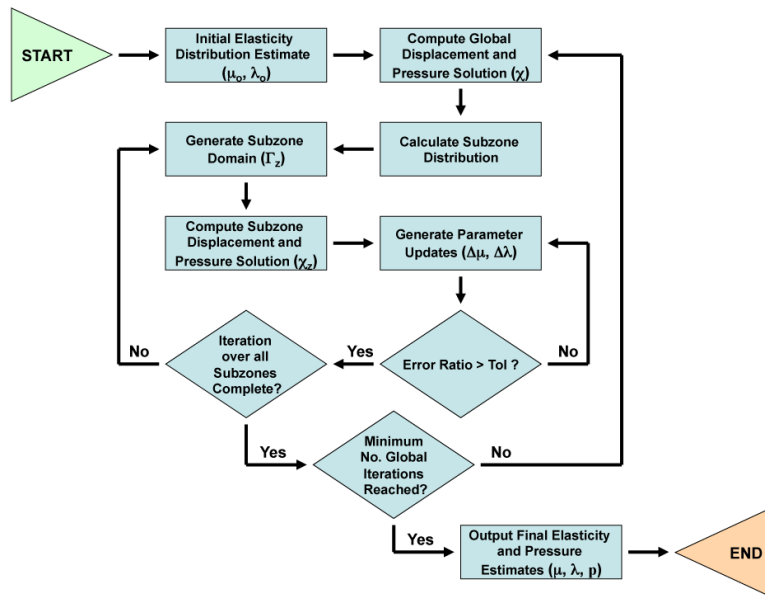 START
Initial Elasticity
Distribution Estimate
(μₒ, λₒ)
Compute Global
Displacement and
Pressure Solution (χ)
Generate Subzone
Domain (Γz)
Calculate Subzone
Distribution
Compute Subzone
Displacement and
Pressure Solution (χz)
Generate Parameter
Updates (Δμ, Δλ)
No
Iteration
over all
Subzones
Complete?
Yes
Error Ratio > Tol ?
No
Yes
Minimum
No. Global
Iterations
Reached?
No
Yes
Output Final Elasticity
and Pressure
Estimates (μ, λ, p)
END